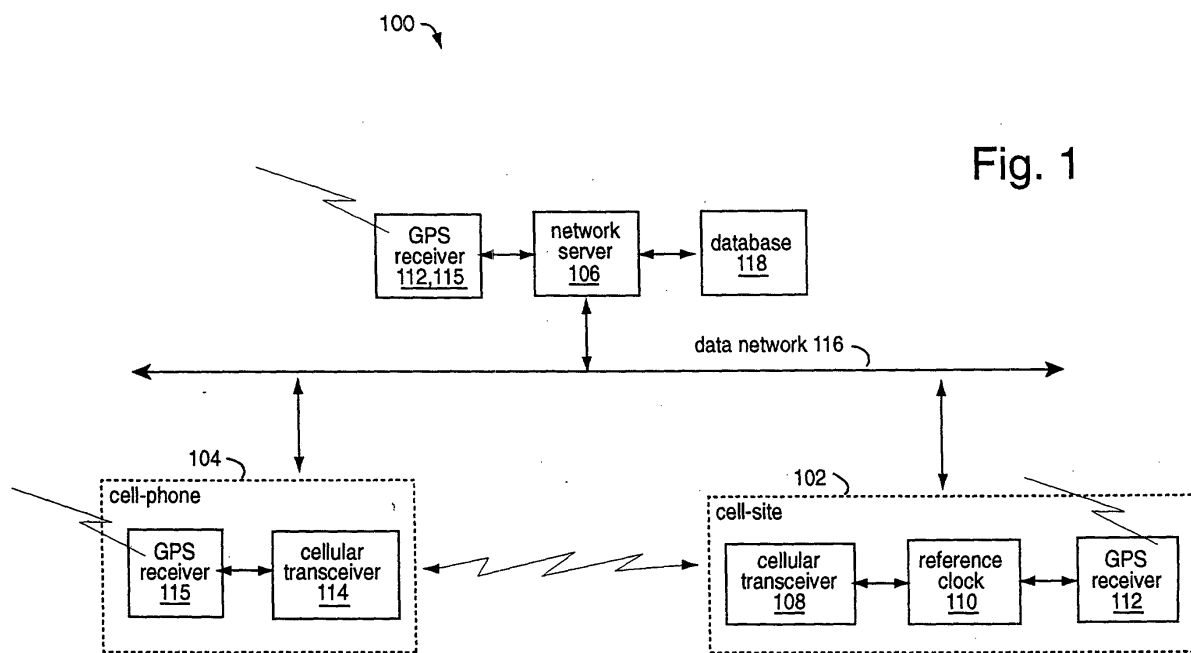 100
Fig. 1
GPS
receiver
112,115
network
server
106
database
118
data network 116
104
cell-phone
GPS
receiver
115
cellular
transceiver
114
102
cell-site
cellular
transceiver
108
reference
clock
110
GPS
receiver
112